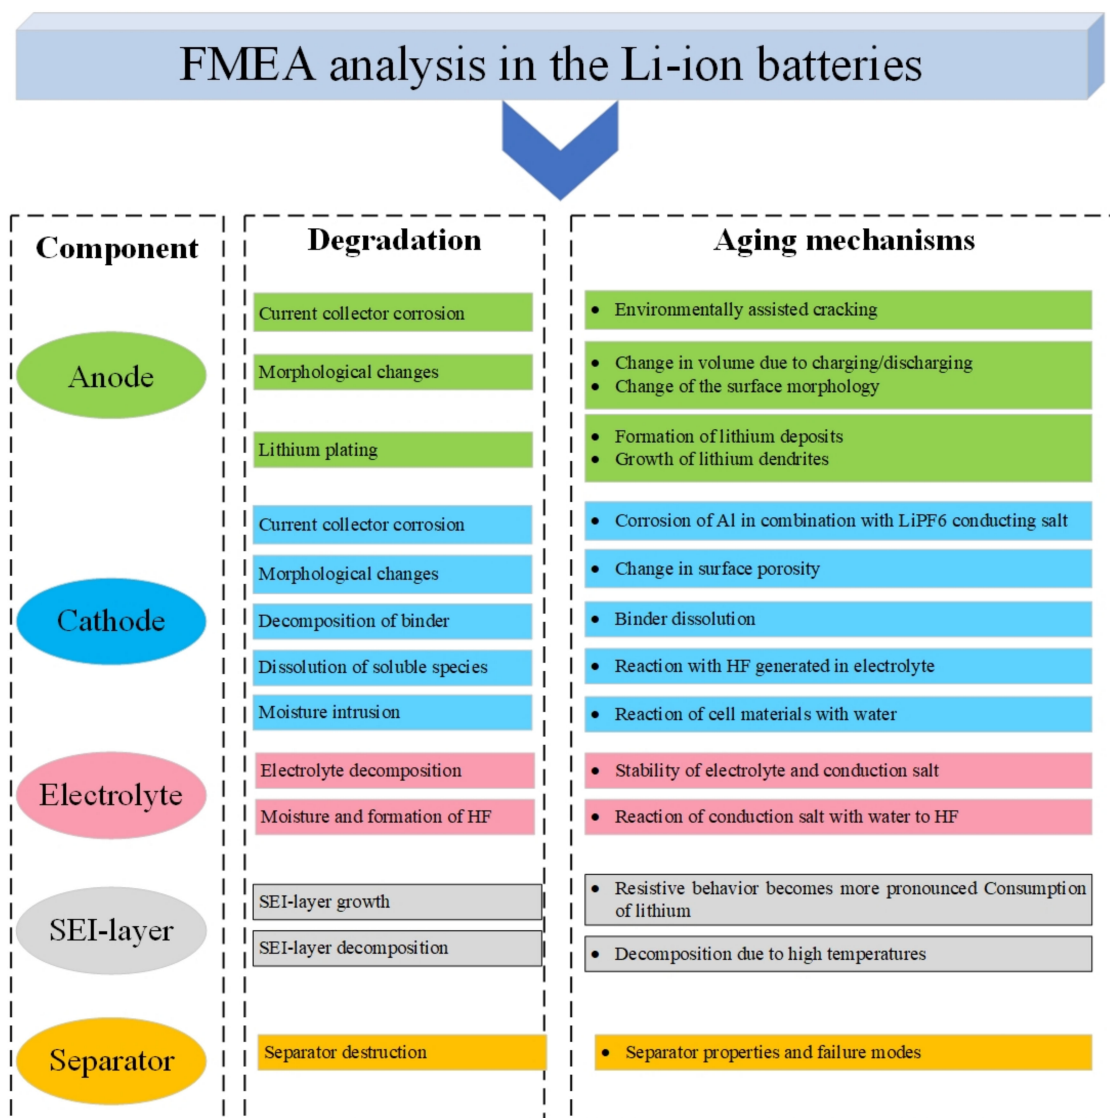 FMEA analysis in the Li-ion batteries
Component
Degradation
Aging mechanisms
Anode
Current collector corrosion
• Environmentally assisted cracking
Morphological changes
• Change in volume due to charging/discharging
• Change of the surface morphology
Lithium plating
• Formation of lithium deposits
• Growth of lithium dendrites
Cathode
Current collector corrosion
• Corrosion of Al in combination with LiPF6 conducting salt
Morphological changes
• Change in surface porosity
Decomposition of binder
• Binder dissolution
Dissolution of soluble species
• Reaction with HF generated in electrolyte
Moisture intrusion
• Reaction of cell materials with water
Electrolyte
Electrolyte decomposition
• Stability of electrolyte and conduction salt
Moisture and formation of HF
• Reaction of conduction salt with water to HF
SEI-layer
SEI-layer growth
• Resistive behavior becomes more pronounced Consumption
of lithium
SEI-layer decomposition
• Decomposition due to high temperatures
Separator
Separator destruction
• Separator properties and failure modes